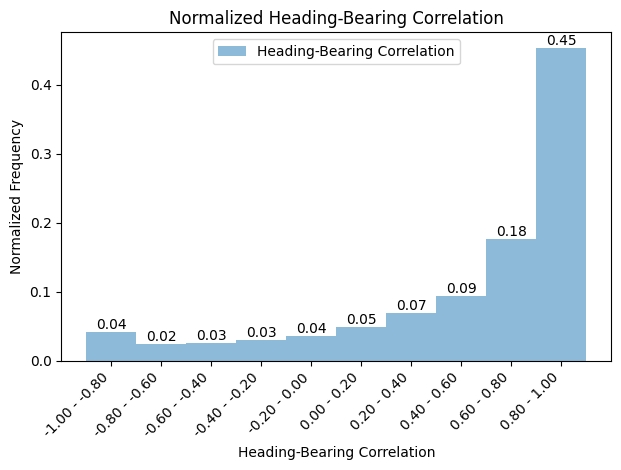 Normalized Heading-Bearing Correlation
Heading-Bearing Correlation
Normalized Frequency
0.4
0.3
0.2
0.1
0.0
0.04
0.02
0.03
0.03
0.04
0.05
0.07
0.09
0.18
0.45
-1.00 - -0.80
-0.80 - -0.60
-0.60 - -0.40
-0.40 - -0.20
-0.20 - 0.00
0.00 - 0.20
0.20 - 0.40
0.40 - 0.60
0.60 - 0.80
0.80 - 1.00
Heading-Bearing Correlation